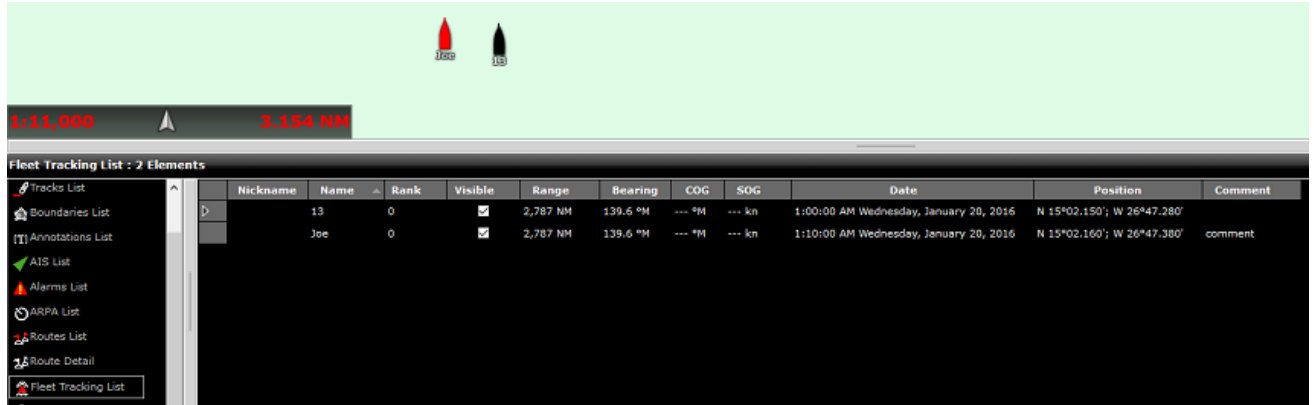 Joe
13
1:11,000 3.154 NM
Fleet Tracking List : 2 Elements
Tracks List
Boundaries List
Annotations List
AIS List
Alarms List
ARPA List
Routes List
Route Detail
Fleet Tracking List
Nickname Name Rank Visible Range Bearing COG SOG Date Position Comment
13 0 2,787 NM 139.6 °M --- °M --- kn 1:00:00 AM Wednesday, January 20, 2016 N 15°02.150'; W 26°47.280'
Joe 0 2,787 NM 139.6 °M --- °M --- kn 1:10:00 AM Wednesday, January 20, 2016 N 15°02.160'; W 26°47.380' comment